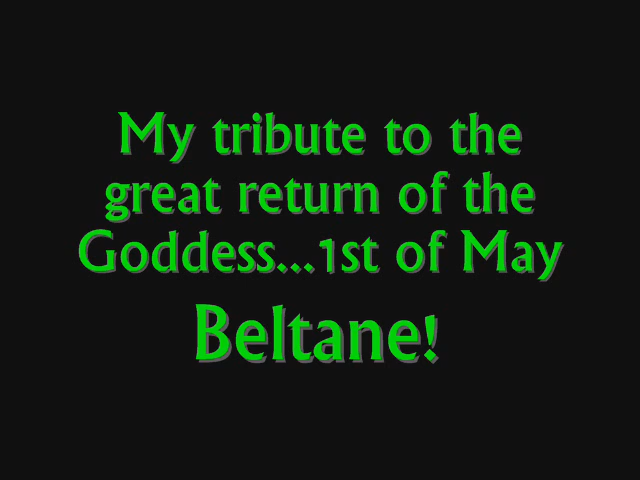 My tribute to the
great return of the
Goddess...1st of May
Beltane!